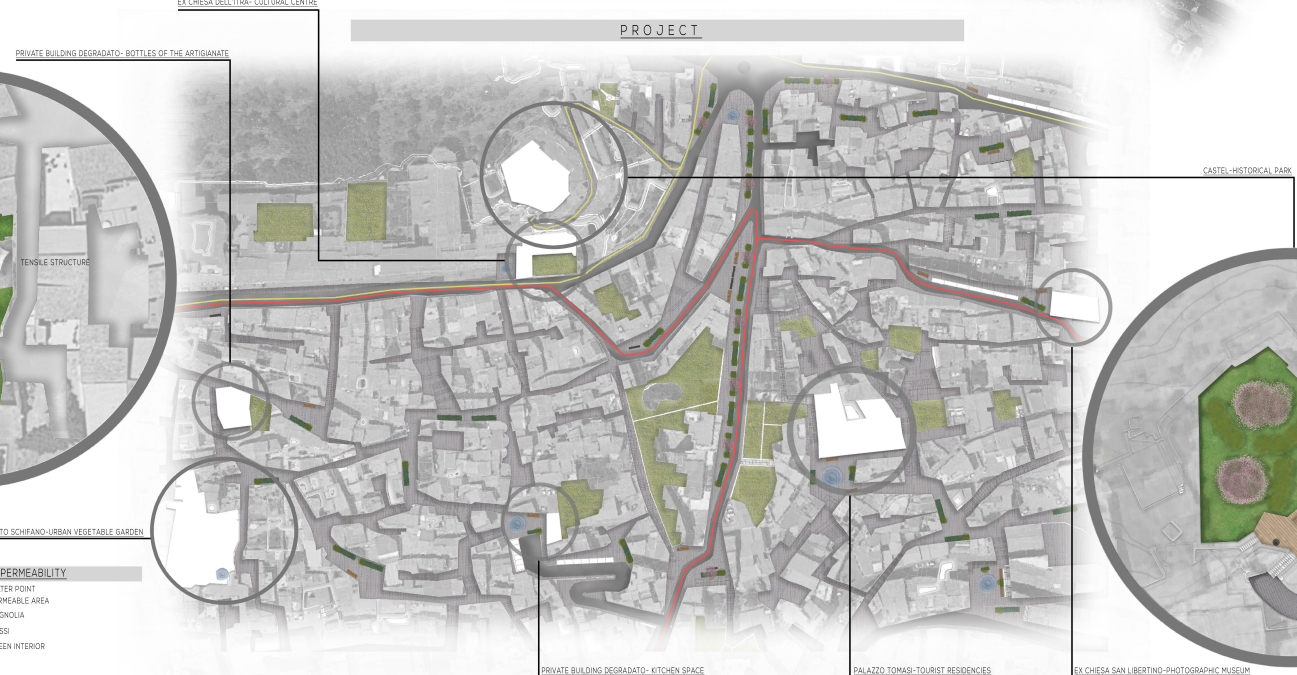 EX CHIESA DELL'ITRA- CULTURAL CENTRE
PROJECT
PRIVATE BUILDING DEGRADATO- BOTTLES OF THE ARTIGIANATE
CASTEL-HISTORICAL PARK
TENSILE STRUCTURE
TO SCHIFANO-URBAN VEGETABLE GARDEN
PERMEABILITY
TER POINT
RMEABLE AREA
GNOLIA
SSI
EEN INTERIOR
PRIVATE BUILDING DEGRADATO- KITCHEN SPACE
PALAZZO TOMASI-TOURIST RESIDENCIES
EX CHIESA SAN LIBERTINO-PHOTOGRAPHIC MUSEUM